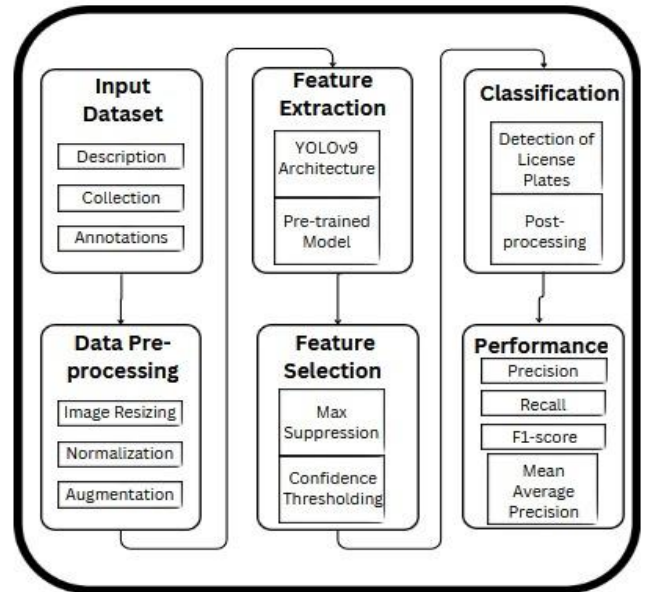 Input
Dataset
Description
Collection
Annotations
Data Pre-
processing
Image Resizing
Normalization
Augmentation
Feature
Extraction
YOLOv9
Architecture
Pre-trained
Model
Feature
Selection
Max
Suppression
Confidence
Thresholding
Classification
Detection of
License
Plates
Post-
processing
Performance
Precision
Recall
F1-score
Mean
Average
Precision